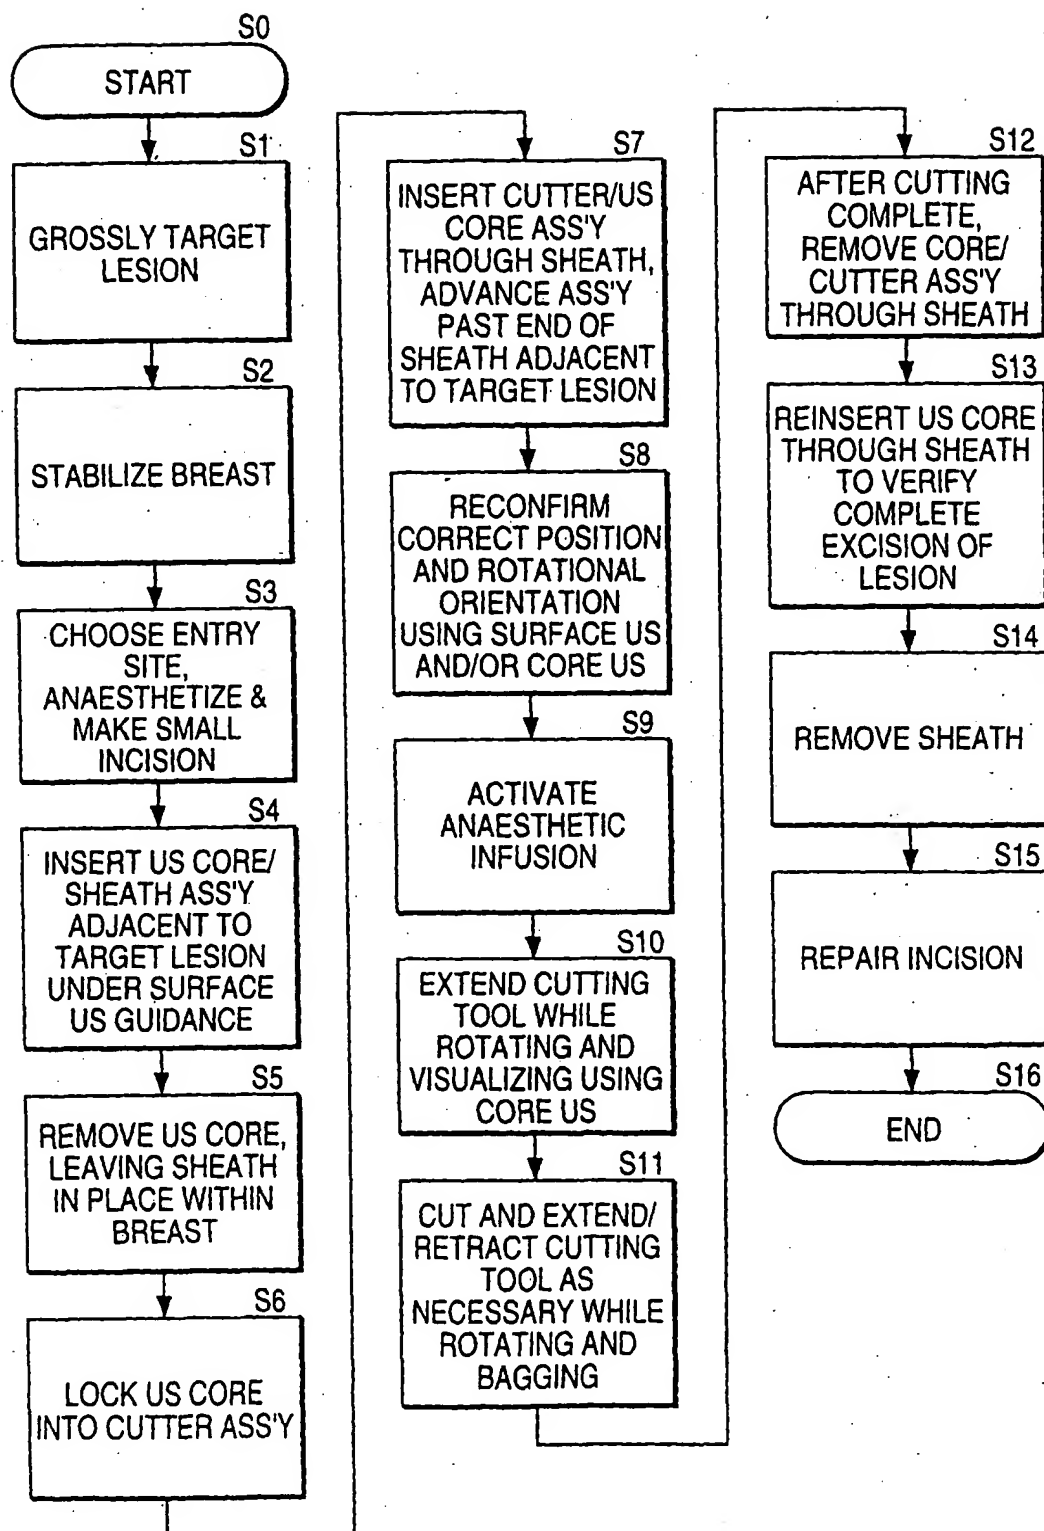 S0
START
S1
GROSSLY TARGET
LESION
S2
STABILIZE BREAST
S3
CHOOSE ENTRY
SITE,
ANAESTHETIZE &
MAKE SMALL
INCISION
S4
INSERT US CORE/
SHEATH ASS'Y
ADJACENT TO
TARGET LESION
UNDER SURFACE
US GUIDANCE
S5
REMOVE US CORE,
LEAVING SHEATH
IN PLACE WITHIN
BREAST
S6
LOCK US CORE
INTO CUTTER ASS'Y
S7
INSERT CUTTER/US
CORE ASS'Y
THROUGH SHEATH,
ADVANCE ASS'Y
PAST END OF
SHEATH ADJACENT
TO TARGET LESION
S8
RECONFIRM
CORRECT POSITION
AND ROTATIONAL
ORIENTATION
USING SURFACE US
AND/OR CORE US
S9
ACTIVATE
ANAESTHETIC
INFUSION
S10
EXTEND CUTTING
TOOL WHILE
ROTATING AND
VISUALIZING USING
CORE US
S11
CUT AND EXTEND/
RETRACT CUTTING
TOOL AS
NECESSARY WHILE
ROTATING AND
BAGGING
S12
AFTER CUTTING
COMPLETE,
REMOVE CORE/
CUTTER ASS'Y
THROUGH SHEATH
S13
REINSERT US CORE
THROUGH SHEATH
TO VERIFY
COMPLETE
EXCISION OF
LESION
S14
REMOVE SHEATH
S15
REPAIR INCISION
S16
END